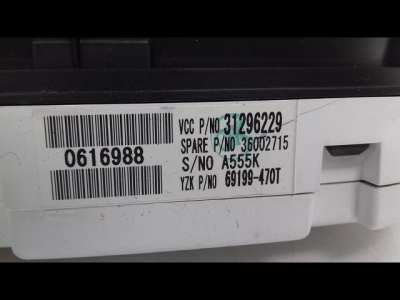 0616988
VCC P/NO 31296229
SPARE P/NO 36002715
S/NO A555K
YZK P/NO 69199-470T